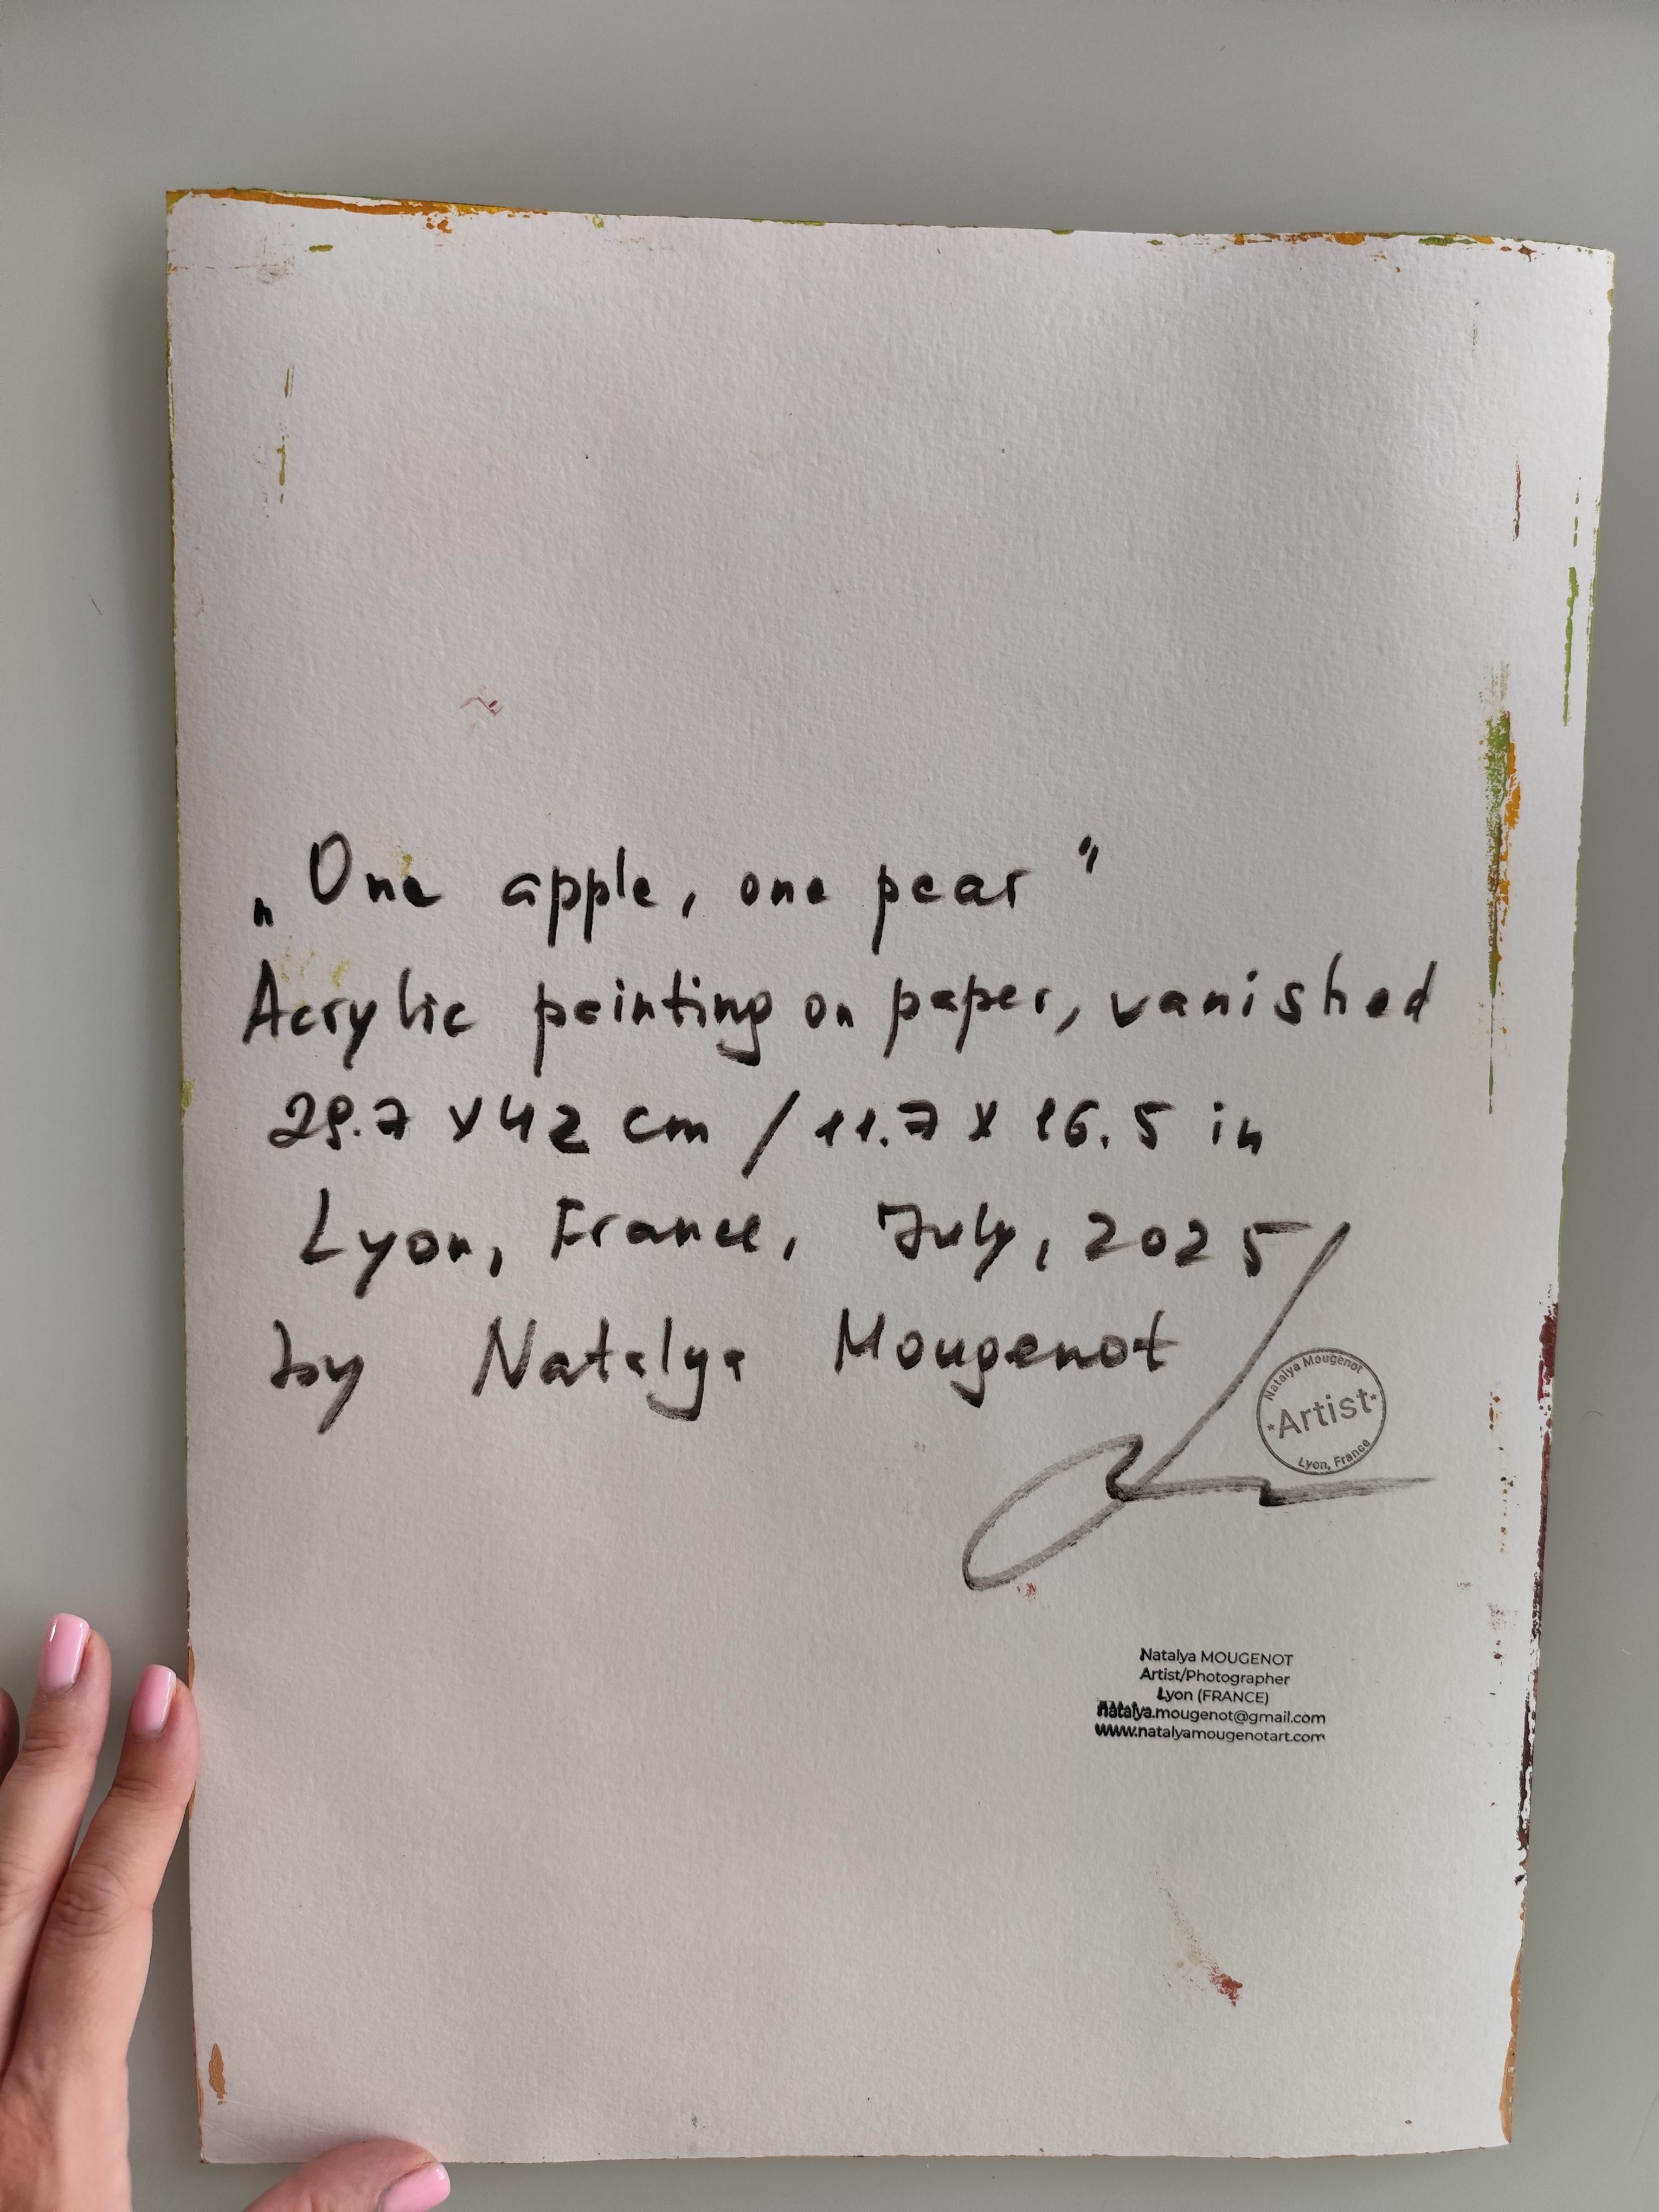 „One apple, one pear"
Acrylic painting on paper, vanished
29.7 x 42 cm / 11.7 x 16.5 in
Lyon, France, July, 2025
by Natalya Mougenot
Natalya Mougenot
*Artist*
Lyon, France
Natalya MOUGENOT
Artist/Photographer
Lyon (FRANCE)
natalya.mougenot@gmail.com
www.natalyamougenotart.com